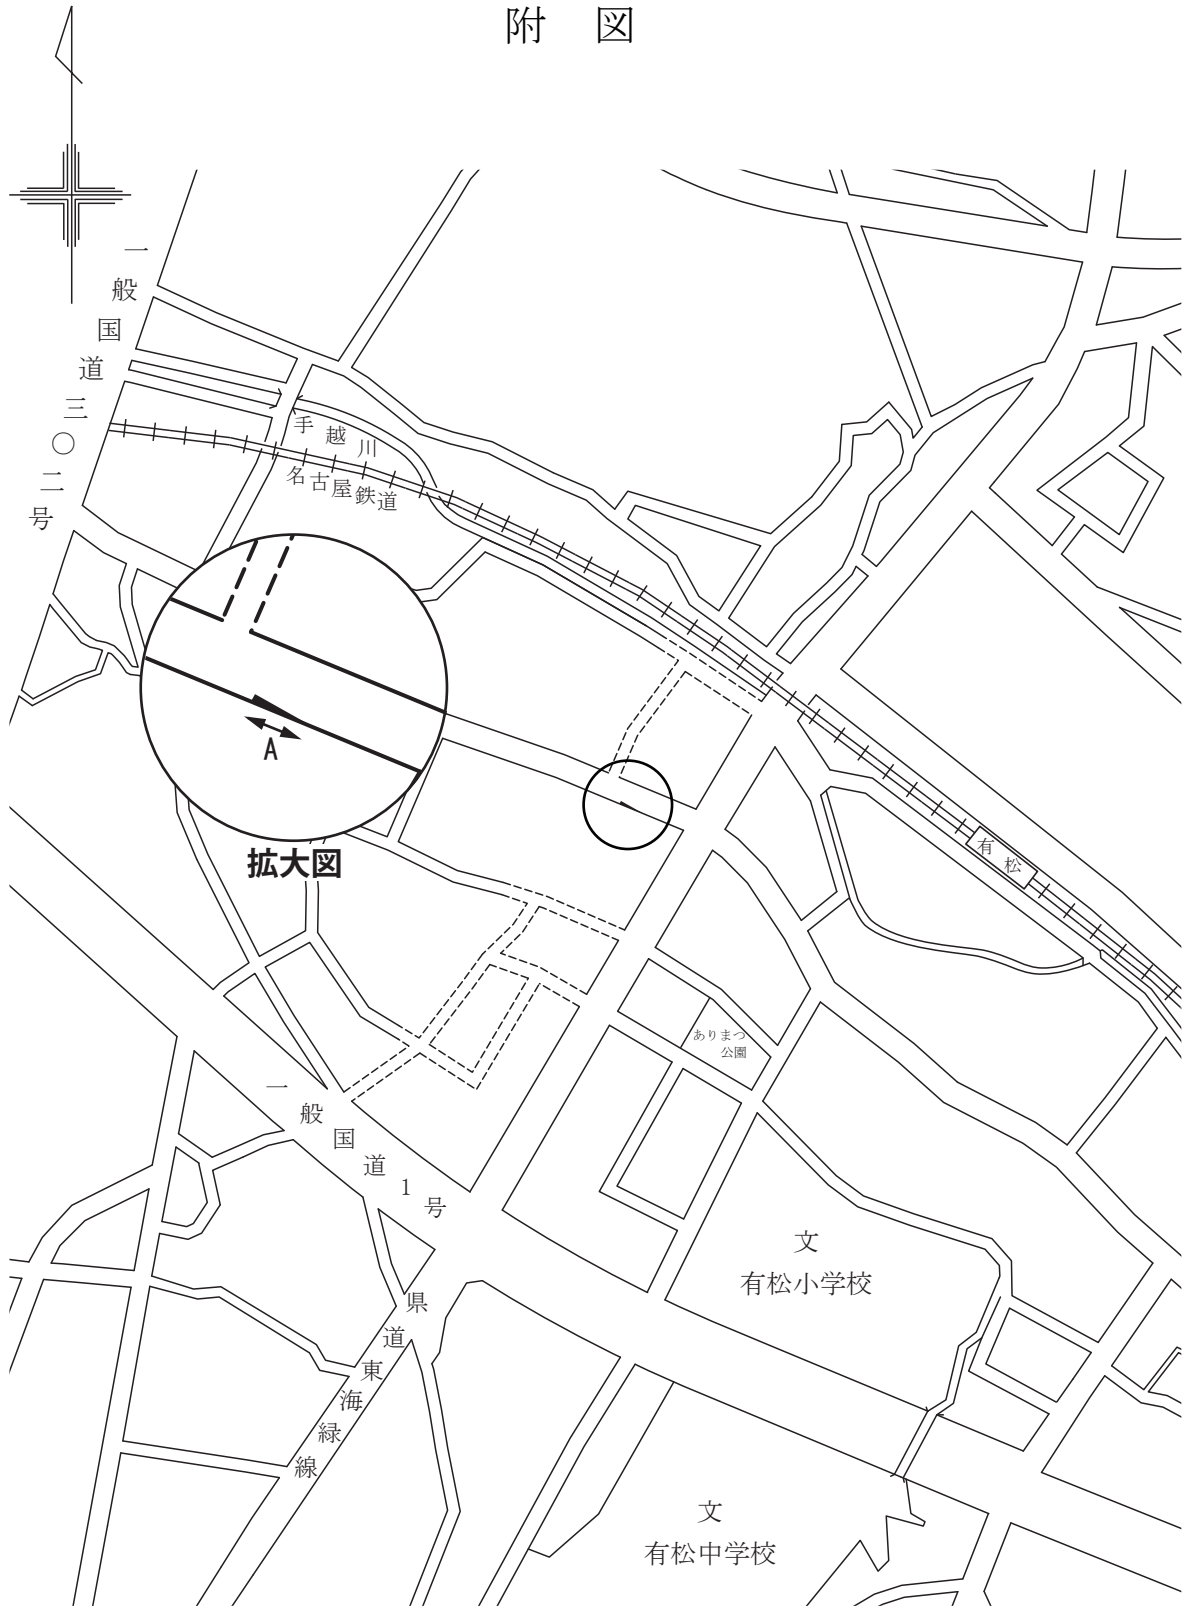 附　図
一般国道三〇二号
手越川
名古屋鉄道
A
拡大図
有松
ありまつ
公園
一般国道1号
文
有松小学校
県道東海緑線
文
有松中学校